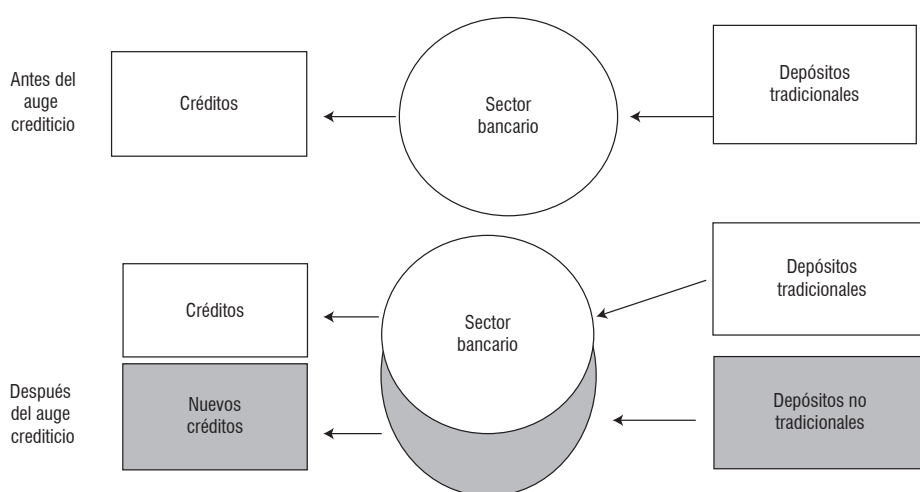 Antes del
auge
crediticio
Créditos
Sector
bancario
Depósitos
tradicionales
Después
del auge
crediticio
Créditos
Nuevos
créditos
Sector
bancario
Depósitos
tradicionales
Depósitos no
tradicionales